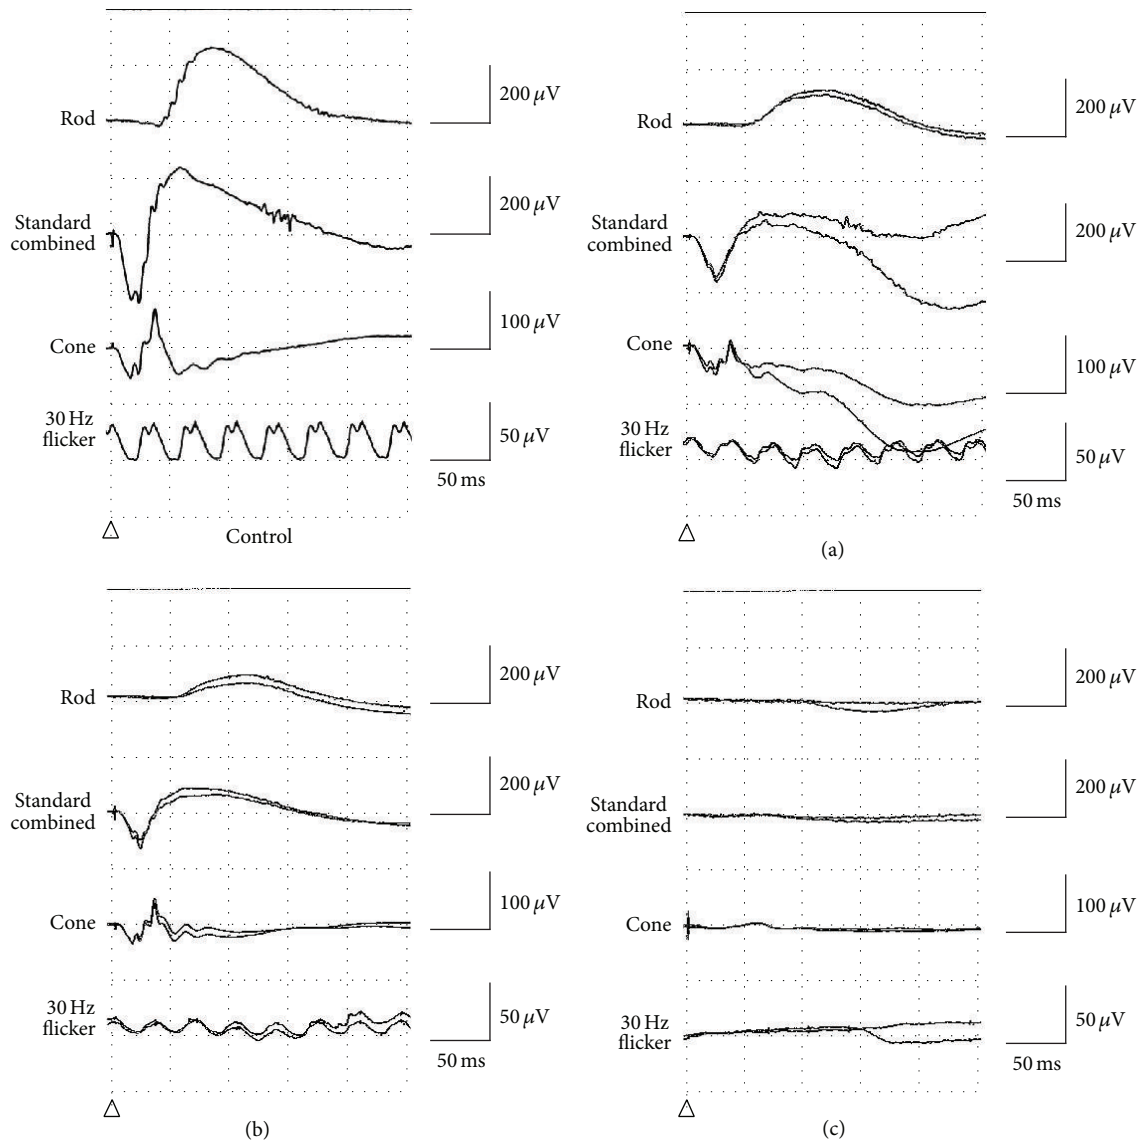 Rod
200 μV
Standard
combined
200 μV
Cone
100 μV
30 Hz
flicker
50 μV
50 ms
Control
Rod
200 μV
Standard
combined
200 μV
Cone
100 μV
30 Hz
flicker
50 μV
50 ms
(a)
Rod
200 μV
Standard
combined
200 μV
Cone
100 μV
30 Hz
flicker
50 μV
50 ms
(b)
Rod
200 μV
Standard
combined
200 μV
Cone
100 μV
30 Hz
flicker
50 μV
50 ms
(c)